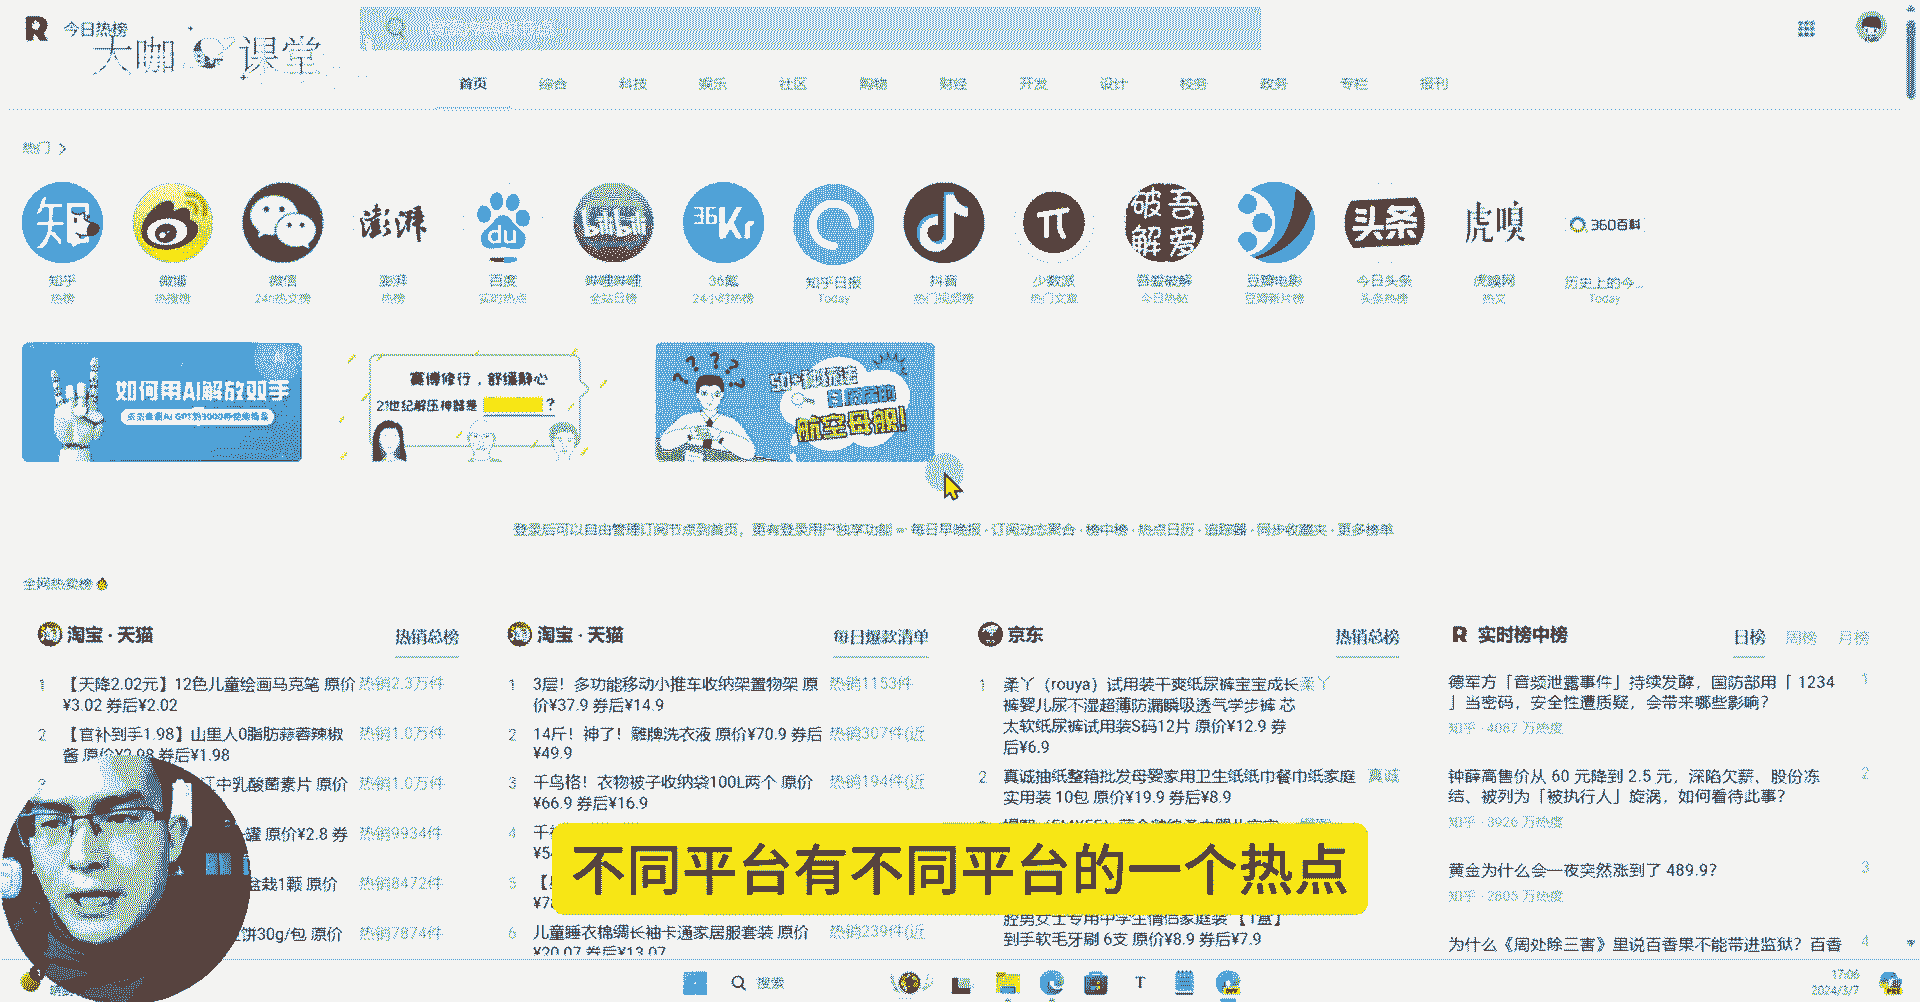 今日热榜
大咖 课堂
首页 综合 科技 娱乐 社区 购物 财经 开发 设计 校务 政务 专栏 报刊
热门
知
澎湃
du
bilibili
36Kr
π
吾爱破解
头条
虎嗅
360百科
知乎 微博 微信 澎湃 百度 哔哩哔哩 36氪 知乎日报 抖音 少数派 吾爱破解 豆瓣电影 今日头条 虎嗅网 历史上的今...
热榜 热搜榜 24h热文榜 热榜 实时热点 全站日榜 24小时热榜 Today 热门视频榜 热门文章 今日热帖 豆瓣新片榜 头条热榜 热文 Today
如何用AI解放双手
赛博修行，舒缓静心
21世纪解压神器是 ？
航空母舰！
登录后可以自由管理订阅节点到首页，更有登录用户独享功能 — 每日早晚报 · 订阅动态聚合 · 榜中榜 · 热点日历 · 追踪器 · 同步收藏夹 · 更多榜单
全网热卖榜
淘宝 · 天猫 热销总榜
1 【天降2.02元】12色儿童绘画马克笔 原价 热销2.3万件
¥3.02 券后¥2.02
2 【官补到手1.98】山里人0脂肪蒜蓉辣椒 热销1.0万件
酱 原价¥2.98 券后¥1.98
江中乳酸菌素片 原价 热销1.0万件
罐 原价¥2.8 券 热销9934件
盆栽1颗 原价 热销8472件
饼30g/包 原价 热销7874件
淘宝 · 天猫 每日爆款清单
1 3层！多功能移动小推车收纳架置物架 原 热销1153件
价¥37.9 券后¥14.9
2 14斤！神了！雕牌洗衣液 原价¥70.9 券后 热销307件(近
¥49.9
3 千鸟格！衣物被子收纳袋100L两个 原价 热销194件(近
¥66.9 券后¥16.9
4 千
5 【
6 儿童睡衣棉绸长袖卡通家居服套装 原价 热销239件(近
¥20.07 券后¥13.07
京东 热销总榜
1 柔丫（rouya）试用装干爽纸尿裤宝宝成长 柔丫
裤婴儿尿不湿超薄防漏瞬吸透气学步裤 芯
太软纸尿裤试用装S码12片 原价¥12.9 券
后¥6.9
2 真诚抽纸整箱批发母婴家用卫生纸纸巾餐巾纸家庭 真诚
实用装 10包 原价¥19.9 券后¥8.9
腔男女士专用中学生情侣家庭装 【1盒】
到手软毛牙刷 6支 原价¥8.9 券后¥7.9
实时榜中榜 日榜 周榜 月榜
德军方「音频泄露事件」持续发酵，国防部用「 1234 1
」当密码，安全性遭质疑，会带来哪些影响？
知乎 · 4087 万热度
钟薛高售价从 60 元降到 2.5 元，深陷欠薪、股份冻 2
结、被列为「被执行人」旋涡，如何看待此事？
知乎 · 3926 万热度
黄金为什么会一夜突然涨到了 489.9？ 3
知乎 · 2805 万热度
为什么《周处除三害》里说百香果不能带进监狱？百香 4
不同平台有不同平台的一个热点
搜索
17:06
2024/3/7